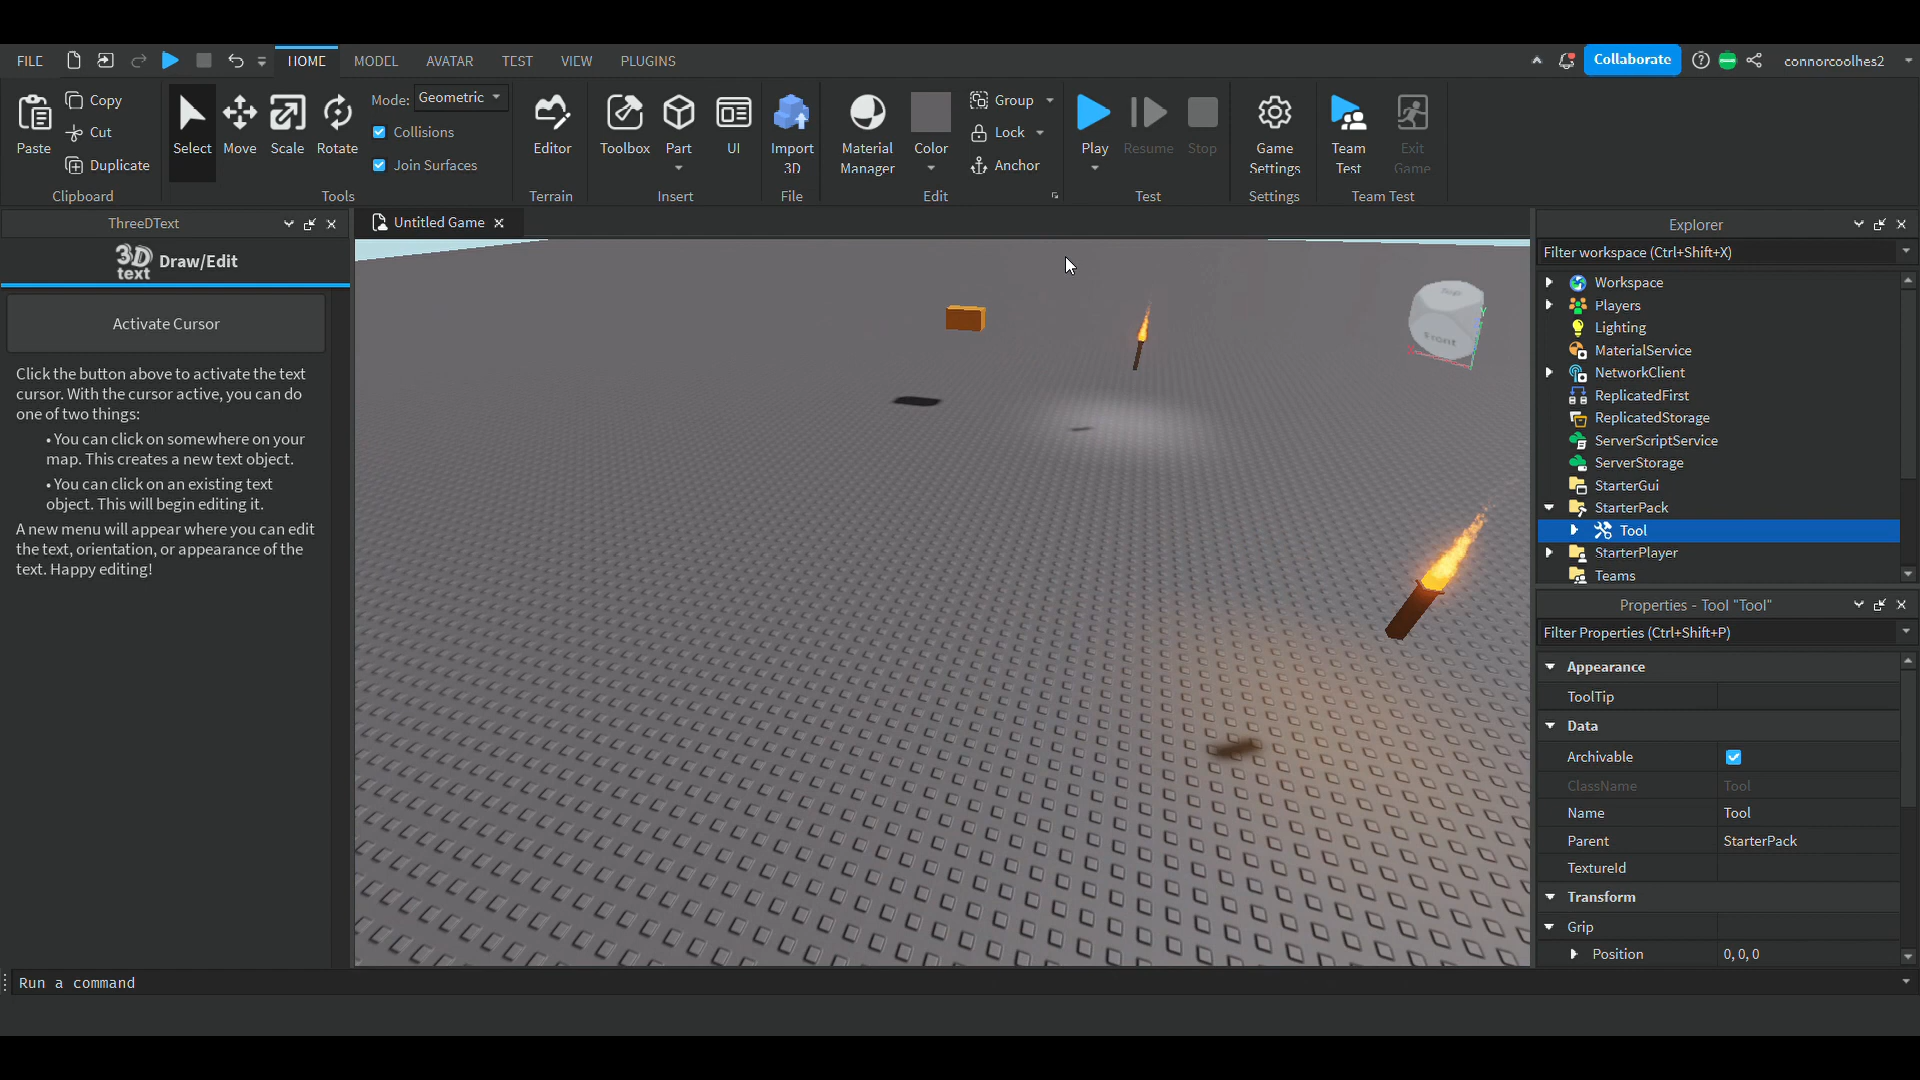 FILE
HOME
MODEL
AVATAR
TEST
VIEW
PLUGINS
Collaborate
connorcoolhes2
Paste
Copy
Cut
Duplicate
Clipboard
Select
Move
Scale
Rotate
Mode: Geometric
Collisions
Join Surfaces
Tools
Editor
Terrain
Toolbox
Part
UI
Insert
Import
3D
File
Material
Manager
Color
Group
Lock
Anchor
Edit
Play
Resume
Stop
Test
Game
Settings
Settings
Team
Test
Exit
Game
Team Test
ThreeDText
3D
text
Draw/Edit
Activate Cursor
Click the button above to activate the text
cursor. With the cursor active, you can do
one of two things:
• You can click on somewhere on your
map. This creates a new text object.
• You can click on an existing text
object. This will begin editing it.
A new menu will appear where you can edit
the text, orientation, or appearance of the
text. Happy editing!
Untitled Game
Front
Y
Explorer
Filter workspace (Ctrl+Shift+X)
Workspace
Players
Lighting
MaterialService
NetworkClient
ReplicatedFirst
ReplicatedStorage
ServerScriptService
ServerStorage
StarterGui
StarterPack
Tool
StarterPlayer
Teams
Properties - Tool "Tool"
Filter Properties (Ctrl+Shift+P)
Appearance
ToolTip
Data
Archivable
ClassName Tool
Name Tool
Parent StarterPack
TextureId
Transform
Grip
Position 0, 0, 0
Run a command